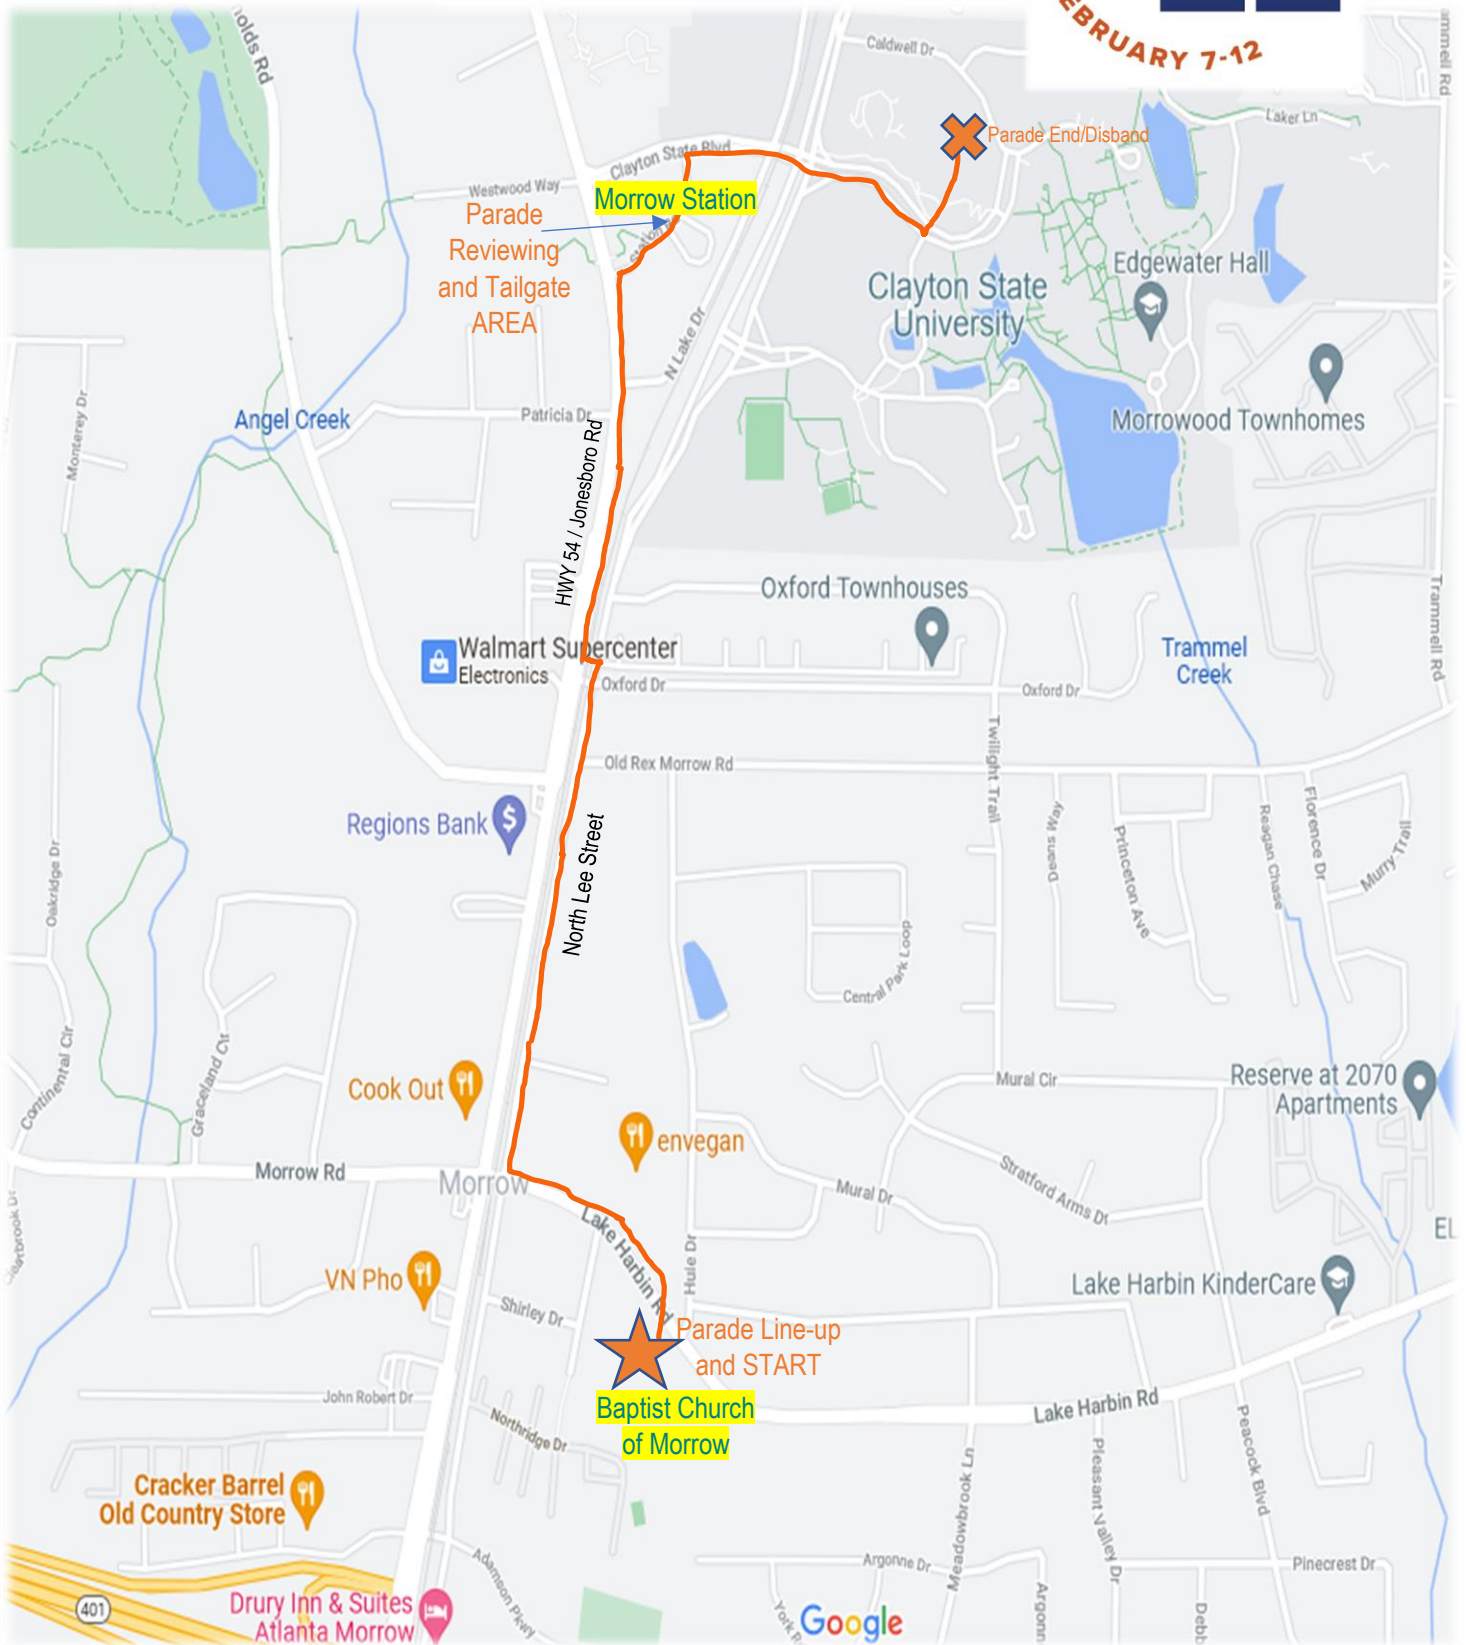 FEBRUARY 7-12
Caldwell Dr
Laker Ln
Parade End/Disband
Clayton State Blvd
Westwood Way
Morrow Station
Parade
Reviewing
and Tailgate
AREA
Edgewater Hall
Clayton State
University
N Lake Dr
Monterey Dr
Angel Creek
Patricia Dr
Morrowood Townhomes
HWY 54 / Jonesboro Rd
Oxford Townhouses
Trammell Rd
Walmart Supercenter
Electronics
Trammel
Creek
Oxford Dr
Oxford Dr
Twilight Trail
Old Rex Morrow Rd
Regions Bank
North Lee Street
Deans Way
Princeton Ave
Reagan Chase
Florence Dr
Murry Trail
Oakridge Dr
Central Park Loop
Continental Cir
Graceland Cir
Cook Out
Mural Cir
Reserve at 2070
Apartments
envegan
Morrow Rd
Morrow
Mural Dr
Stratford Arms Dr
Lake Harbin Rd
Hule Dr
VN Pho
Lake Harbin KinderCare
Shirley Dr
Parade Line-up
and START
John Robert Dr
Baptist Church
of Morrow
Lake Harbin Rd
Northridge Dr
Meadowbrook Ln
Pleasant Valley Dr
Peacock Blvd
Cracker Barrel
Old Country Store
Adamson Pkwy
Argonne Dr
Pinecrest Dr
401
Drury Inn & Suites
Atlanta Morrow
Google